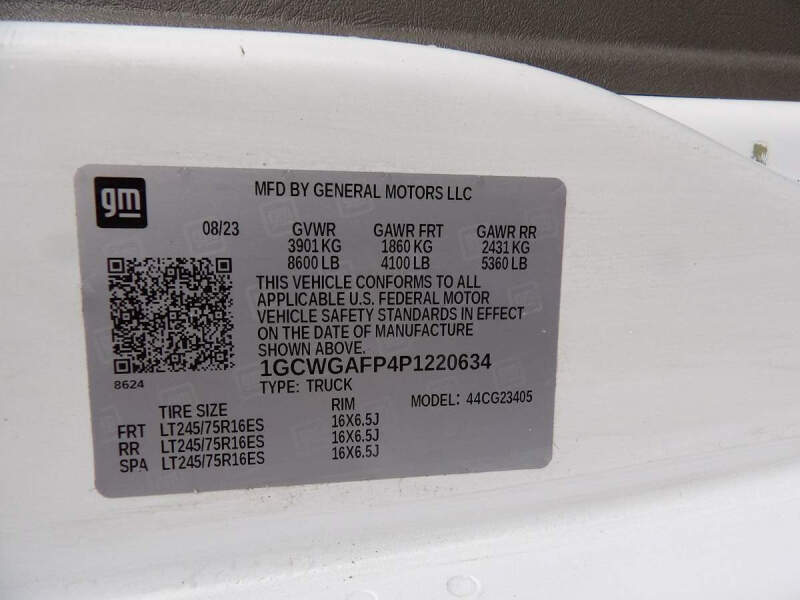 gm
MFD BY GENERAL MOTORS LLC
08/23 GVWR GAWR FRT GAWR RR
3901 KG 1860 KG 2431 KG
8600 LB 4100 LB 5360 LB
THIS VEHICLE CONFORMS TO ALL
APPLICABLE U.S. FEDERAL MOTOR
VEHICLE SAFETY STANDARDS IN EFFECT
ON THE DATE OF MANUFACTURE
SHOWN ABOVE.
8624
1GCWGAFP4P1220634
TYPE: TRUCK MODEL: 44CG23405
TIRE SIZE RIM
FRT LT245/75R16ES 16X6.5J
RR LT245/75R16ES 16X6.5J
SPA LT245/75R16ES 16X6.5J